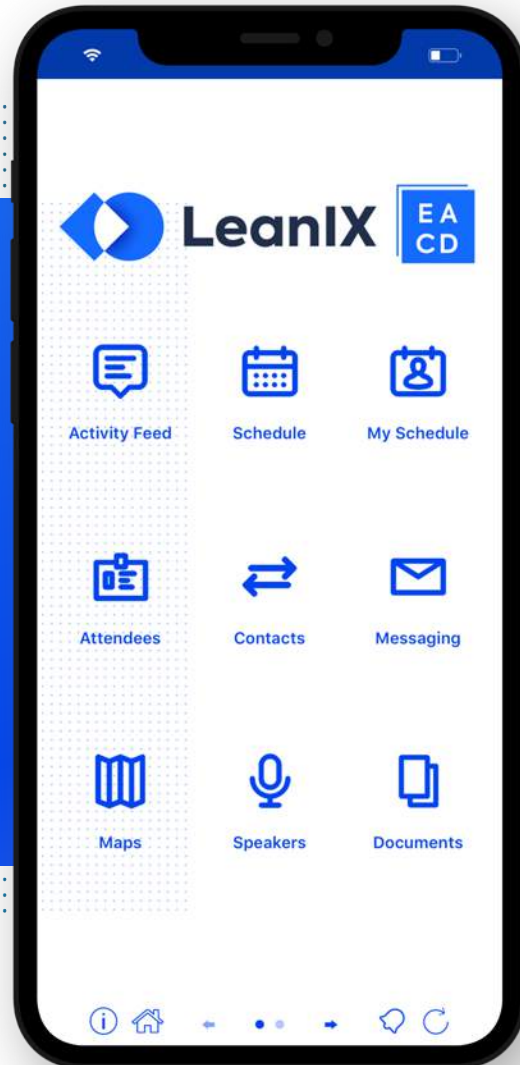 LeanIX
EA
CD
Activity Feed
Schedule
My Schedule
Attendees
Contacts
Messaging
Maps
Speakers
Documents